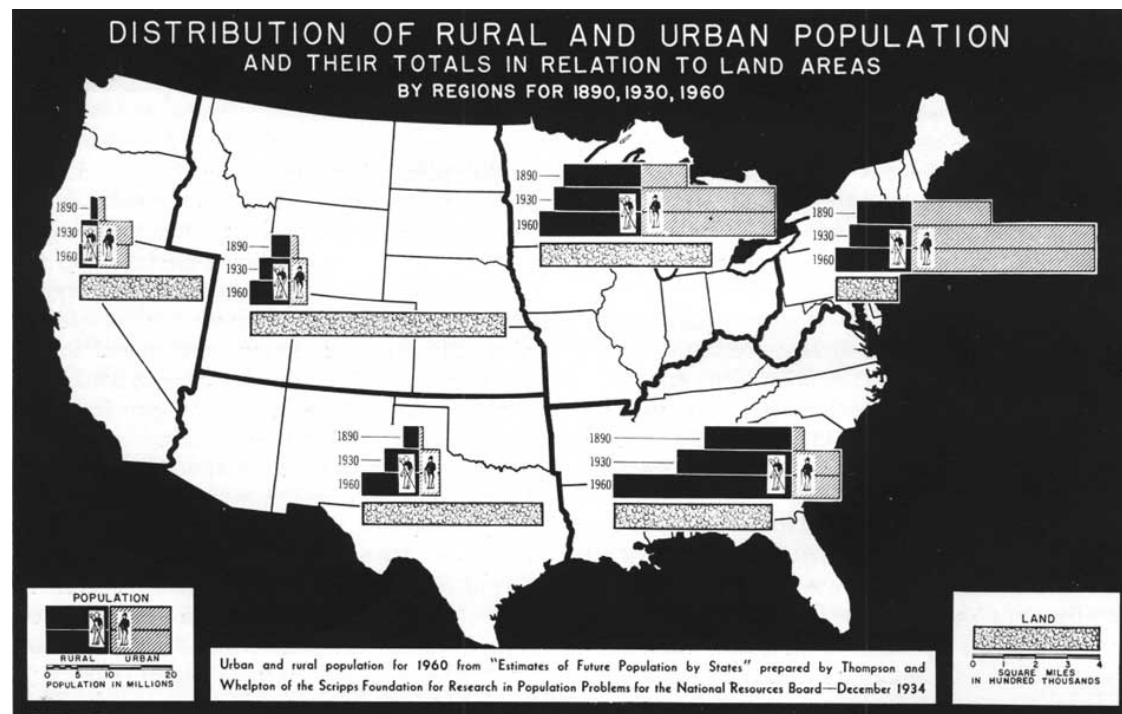 DISTRIBUTION OF RURAL AND URBAN POPULATION
AND THEIR TOTALS IN RELATION TO LAND AREAS
BY REGIONS FOR 1890, 1930, 1960
1890
1930
1960
1890
1930
1960
1890
1930
1960
1890
1930
1960
1890
1930
1960
1890
1930
1960
POPULATION
RURAL URBAN
0 5 10 20
POPULATION IN MILLIONS
Urban and rural population for 1960 from "Estimates of Future Population by States" prepared by Thompson and
Whelpton of the Scripps Foundation for Research in Population Problems for the National Resources Board—December 1934
LAND
0 1 2 3 4
SQUARE MILES
IN HUNDRED THOUSANDS